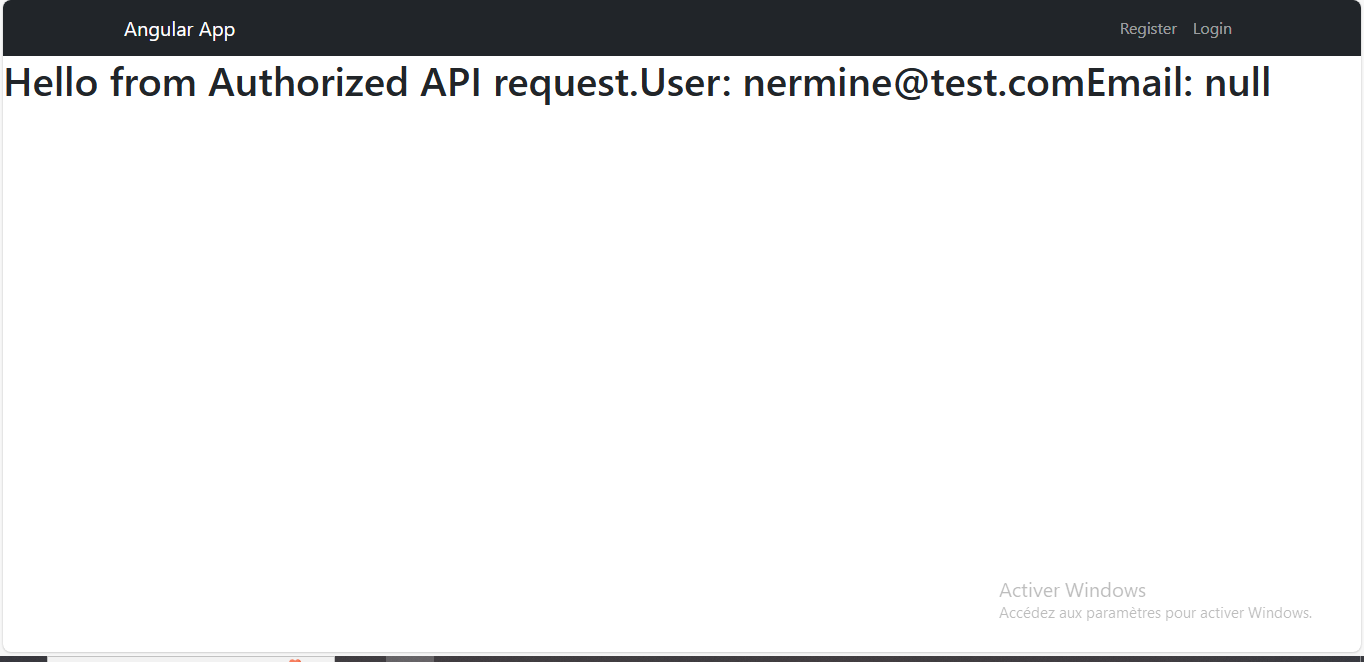 Angular App
Register Login
Hello from Authorized API request.User: nermine@test.comEmail: null
Activer Windows
Accédez aux paramètres pour activer Windows.